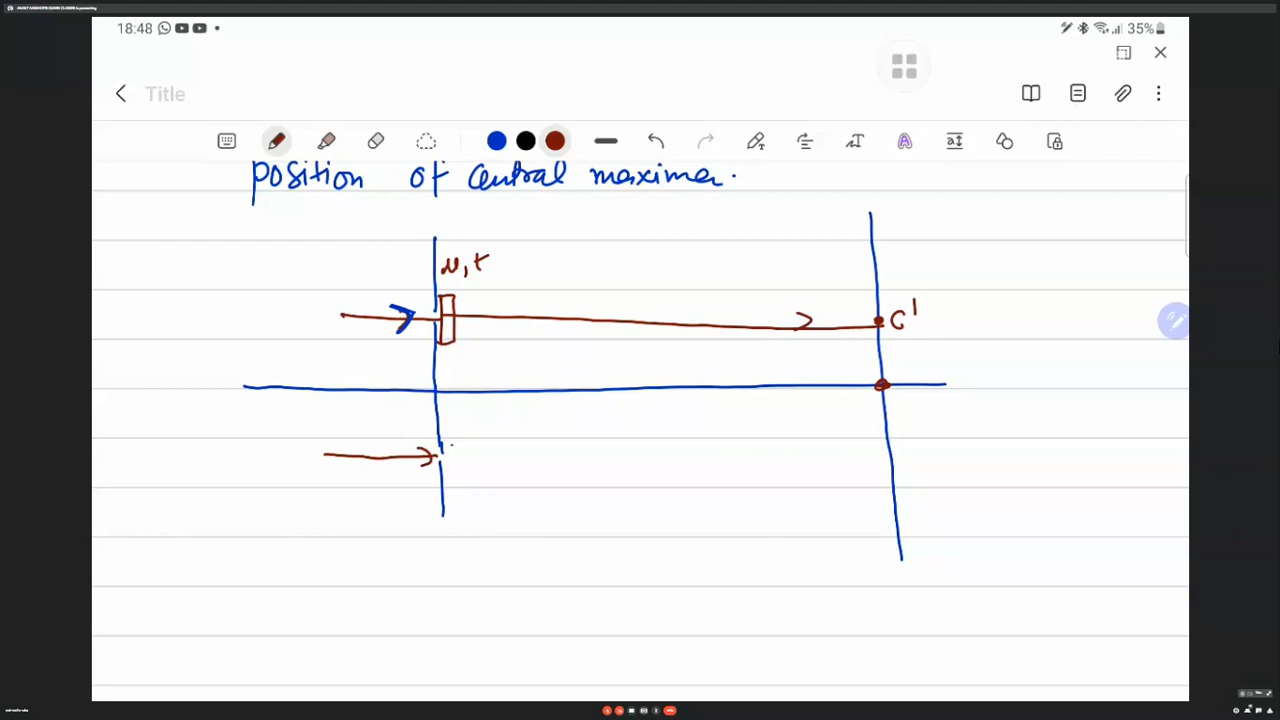 18:48
35%
Title
position of central maxima.
μ, t
C'